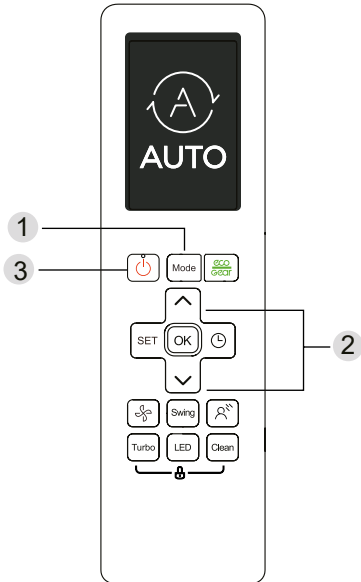 A
AUTO
1
3
Mode
eco
Gear
SET
OK
2
Swing
Turbo
LED
Clean